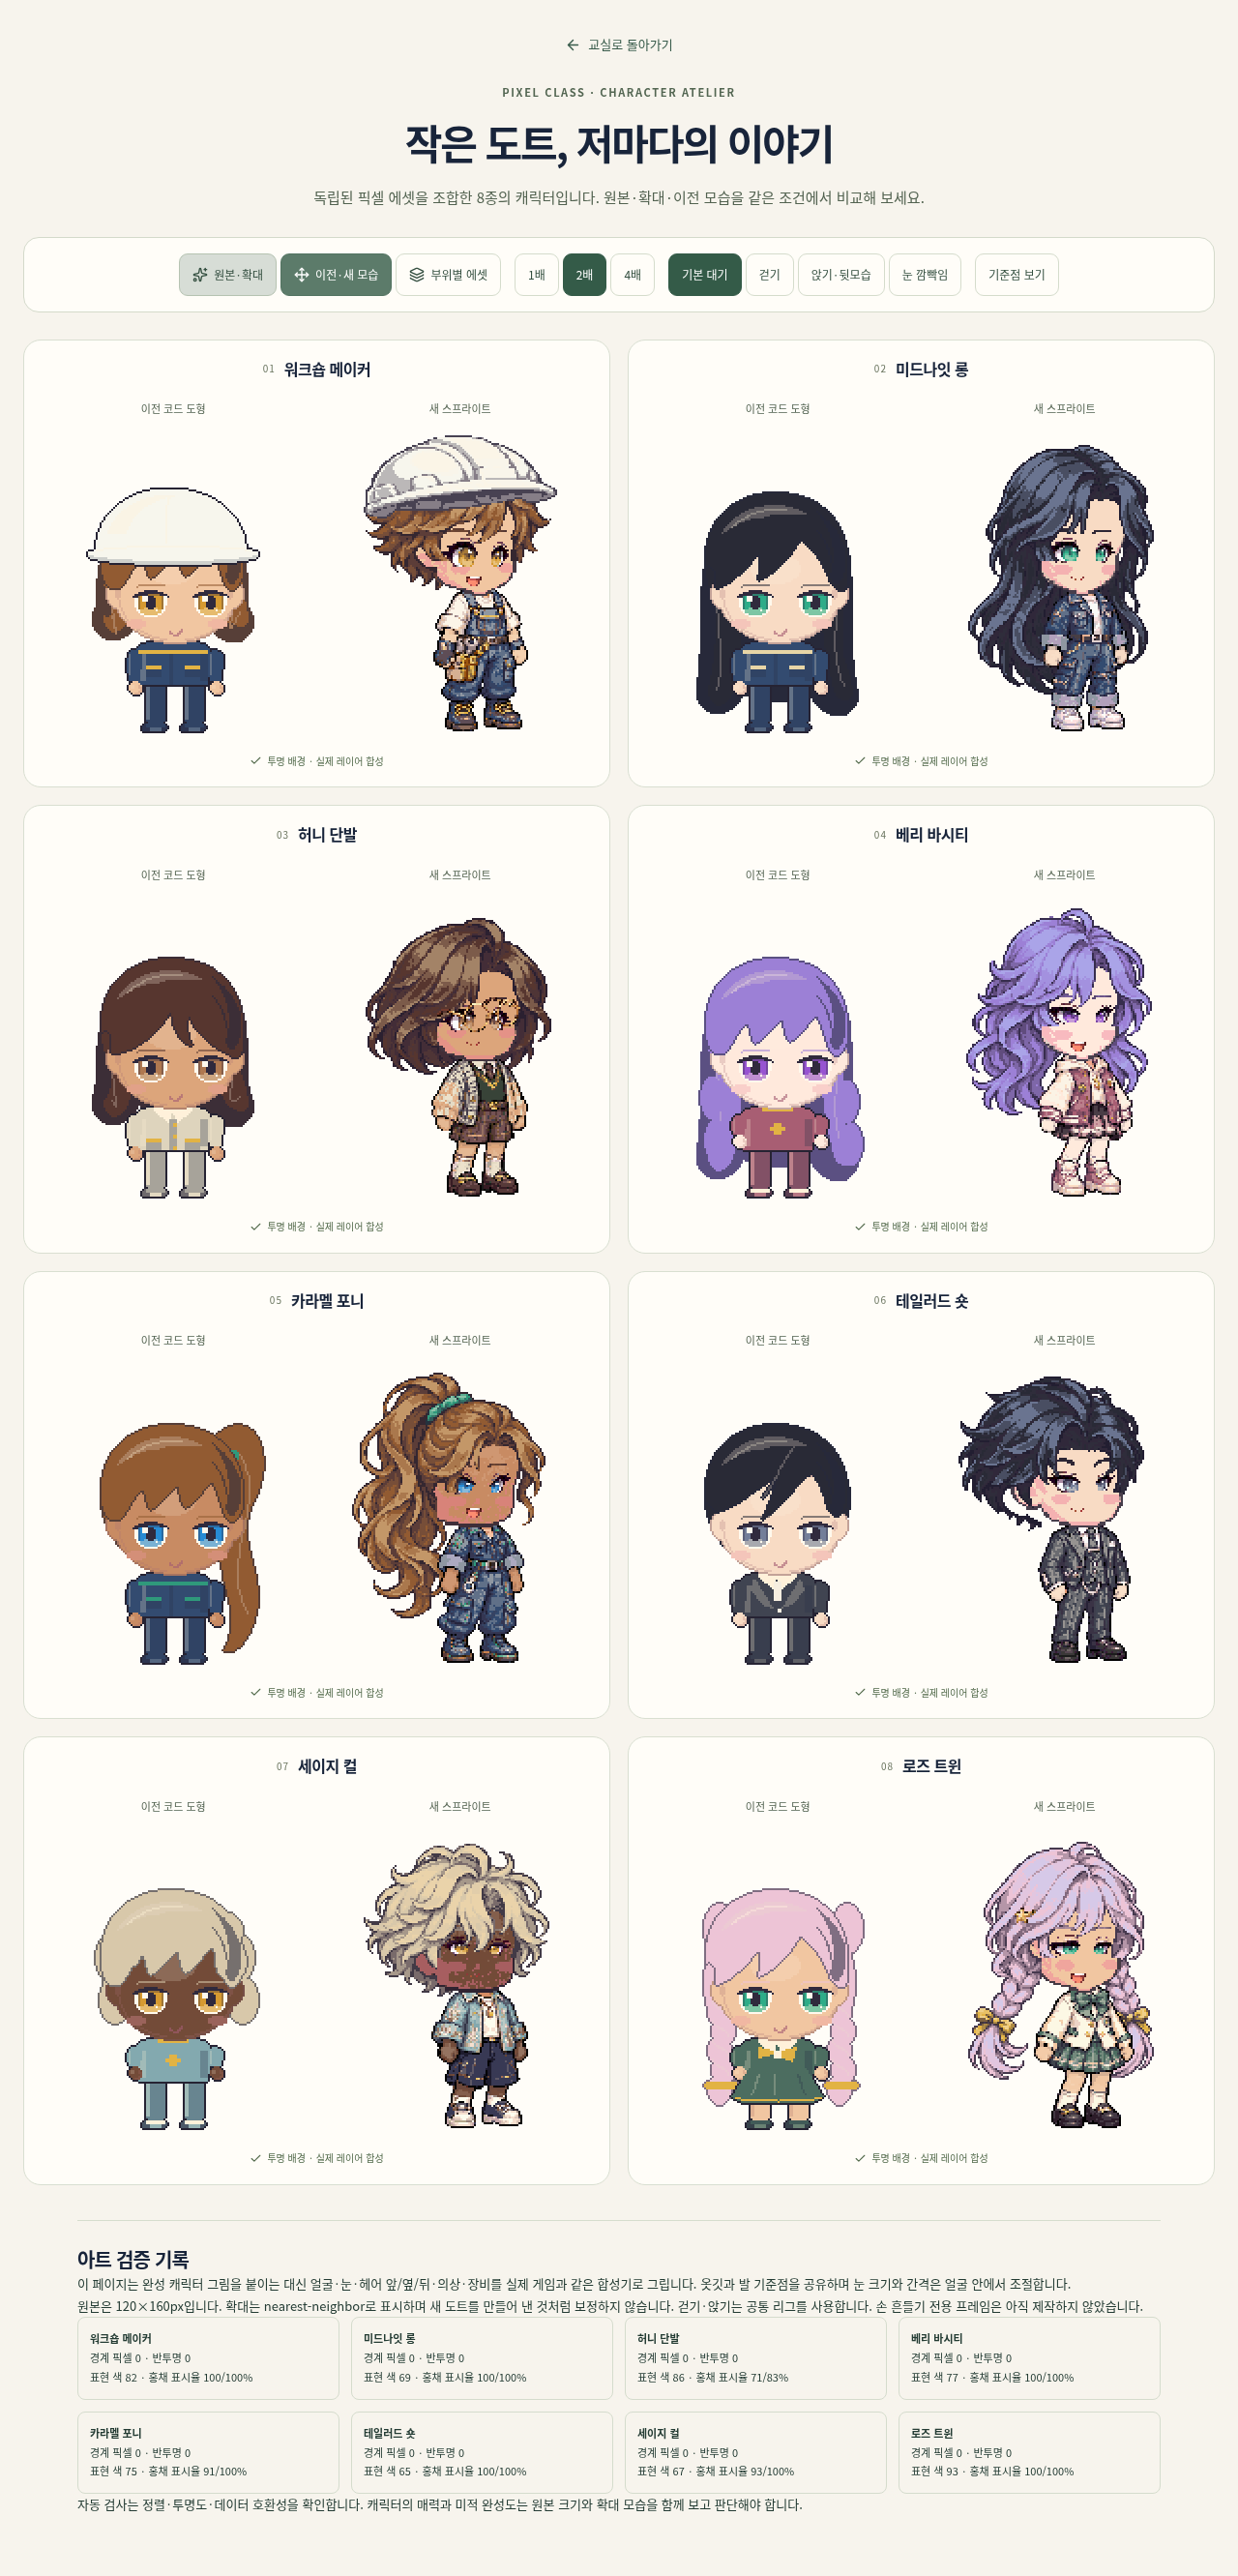 ← 교실로 돌아가기
PIXEL CLASS · CHARACTER ATELIER
작은 도트, 저마다의 이야기
독립된 픽셀 에셋을 조합한 8종의 캐릭터입니다. 원본·확대·이전 모습을 같은 조건에서 비교해 보세요.
원본·확대 이전·새 모습 부위별 에셋 1배 2배 4배 기본 대기 걷기 앉기·뒷모습 눈 깜빡임 기준점 보기
01 워크숍 메이커
이전 코드 도형 새 스프라이트
투명 배경 · 실제 레이어 합성
02 미드나잇 롱
이전 코드 도형 새 스프라이트
투명 배경 · 실제 레이어 합성
03 허니 단발
이전 코드 도형 새 스프라이트
투명 배경 · 실제 레이어 합성
04 베리 바시티
이전 코드 도형 새 스프라이트
투명 배경 · 실제 레이어 합성
05 카라멜 포니
이전 코드 도형 새 스프라이트
투명 배경 · 실제 레이어 합성
06 테일러드 숏
이전 코드 도형 새 스프라이트
투명 배경 · 실제 레이어 합성
07 세이지 컬
이전 코드 도형 새 스프라이트
투명 배경 · 실제 레이어 합성
08 로즈 트윈
이전 코드 도형 새 스프라이트
투명 배경 · 실제 레이어 합성
아트 검증 기록
이 페이지는 완성 캐릭터 그림을 붙이는 대신 얼굴·눈·헤어 앞/옆/뒤·의상·장비를 실제 게임과 같은 합성기로 그립니다. 옷깃과 발 기준점을 공유하며 눈 크기와 간격은 얼굴 안에서 조절합니다.
원본은 120×160px입니다. 확대는 nearest-neighbor로 표시하며 새 도트를 만들어 낸 것처럼 보정하지 않습니다. 걷기·앉기는 공통 리그를 사용합니다. 손 흔들기 전용 프레임은 아직 제작하지 않았습니다.
워크숍 메이커
경계 픽셀 0 · 반투명 0
표현 색 82 · 홍채 표시율 100/100%
미드나잇 롱
경계 픽셀 0 · 반투명 0
표현 색 69 · 홍채 표시율 100/100%
허니 단발
경계 픽셀 0 · 반투명 0
표현 색 86 · 홍채 표시율 71/83%
베리 바시티
경계 픽셀 0 · 반투명 0
표현 색 77 · 홍채 표시율 100/100%
카라멜 포니
경계 픽셀 0 · 반투명 0
표현 색 75 · 홍채 표시율 91/100%
테일러드 숏
경계 픽셀 0 · 반투명 0
표현 색 65 · 홍채 표시율 100/100%
세이지 컬
경계 픽셀 0 · 반투명 0
표현 색 67 · 홍채 표시율 93/100%
로즈 트윈
경계 픽셀 0 · 반투명 0
표현 색 93 · 홍채 표시율 100/100%
자동 검사는 정렬·투명도·데이터 호환성을 확인합니다. 캐릭터의 매력과 미적 완성도는 원본 크기와 확대 모습을 함께 보고 판단해야 합니다.